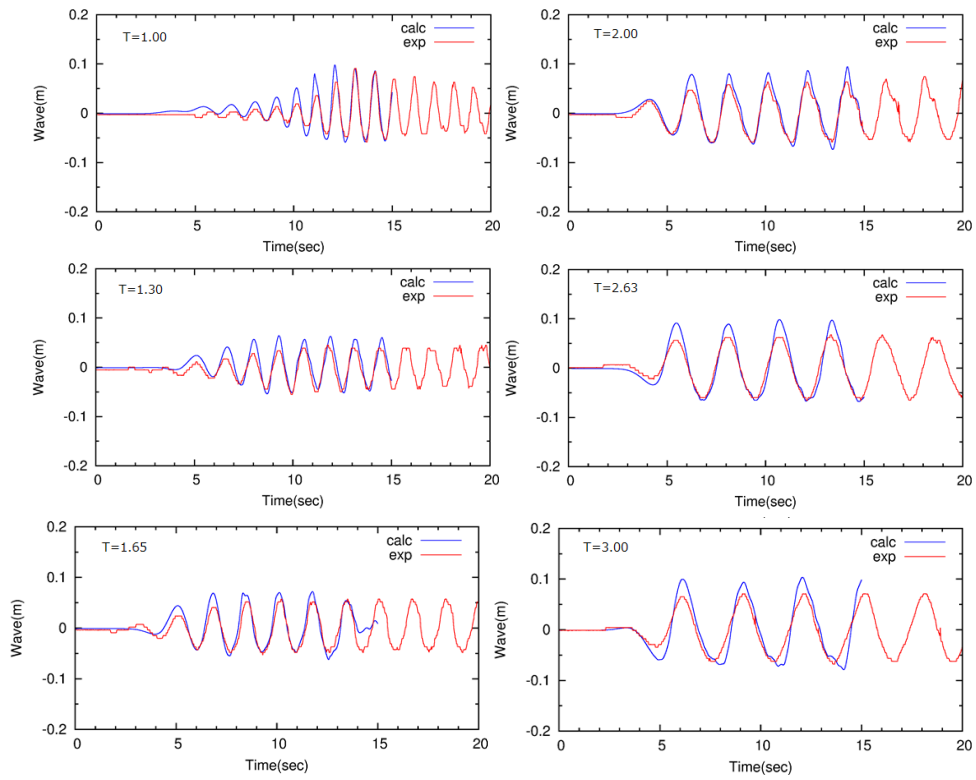 T=1.00
calc
exp
Wave(m)
0.2
0.1
0
-0.1
-0.2
0 5 10 15 20
Time(sec)
T=2.00
calc
exp
Wave(m)
0.2
0.1
0
-0.1
-0.2
0 5 10 15 20
Time(sec)
T=1.30
calc
exp
Wave(m)
0.2
0.1
0
-0.1
-0.2
0 5 10 15 20
Time(sec)
T=2.63
calc
exp
Wave(m)
0.2
0.1
0
-0.1
-0.2
0 5 10 15 20
Time(sec)
T=1.65
calc
exp
Wave(m)
0.2
0.1
0
-0.1
-0.2
0 5 10 15 20
Time(sec)
T=3.00
calc
exp
Wave(m)
0.2
0.1
0
-0.1
-0.2
0 5 10 15 20
Time(sec)